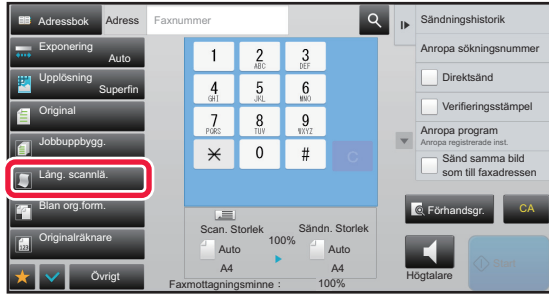 Adressbok Adress Faxnummer
Exponering
Auto
Upplösning
Superfin
Original
Jobbuppbygg.
Lång. scannlä.
Blan org.form.
Originalräknare
Övrigt
1 2 3
ABC DEF
4 5 6
GHI JKL MNO
7 8 9
PQRS TUV WXYZ
0 #
C
Scan. Storlek Sändn. Storlek
100%
Auto Auto
A4 A4
Faxmottagningsminne : 100%
Sändningshistorik
Anropa sökningsnummer
Direktsänd
Verifieringsstämpel
Anropa program
Anropa registrerade inst.
Sänd samma bild
som till faxadressen
Förhandsgr. CA
Högtalare
Start